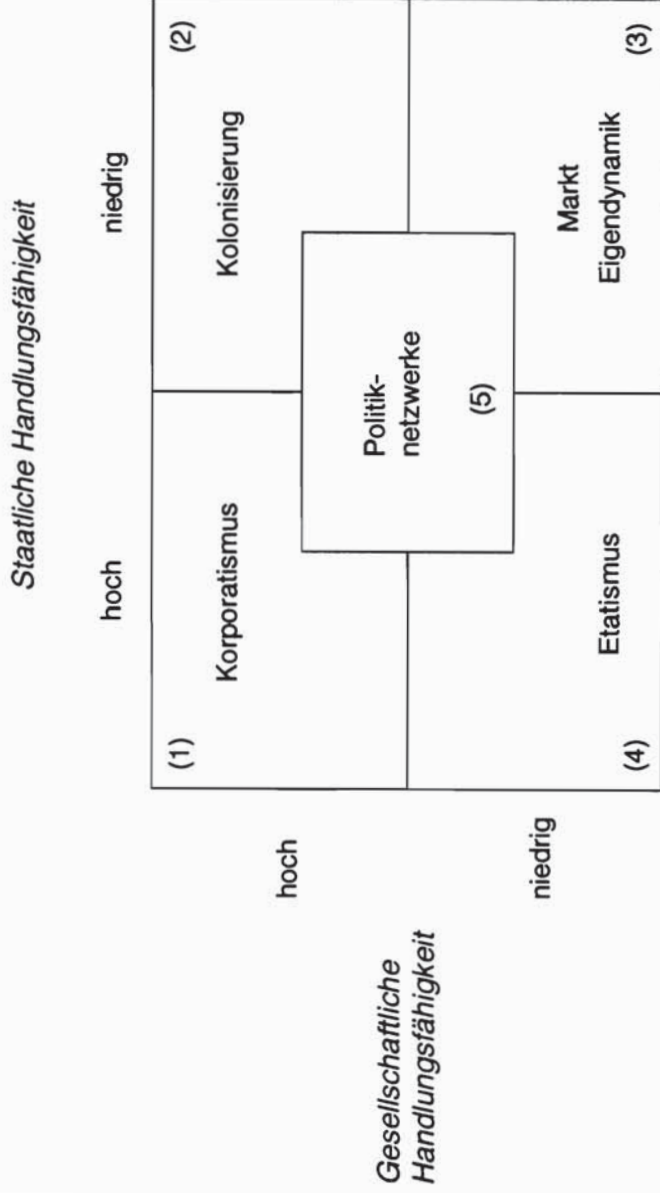 Staatliche Handlungsfähigkeit
hoch
niedrig
Gesellschaftliche
Handlungsfähigkeit
hoch
(1)
Korporatismus
Kolonisierung
(2)
Politik-
netzwerke
(5)
niedrig
(4)
Etatismus
Markt
Eigendynamik
(3)